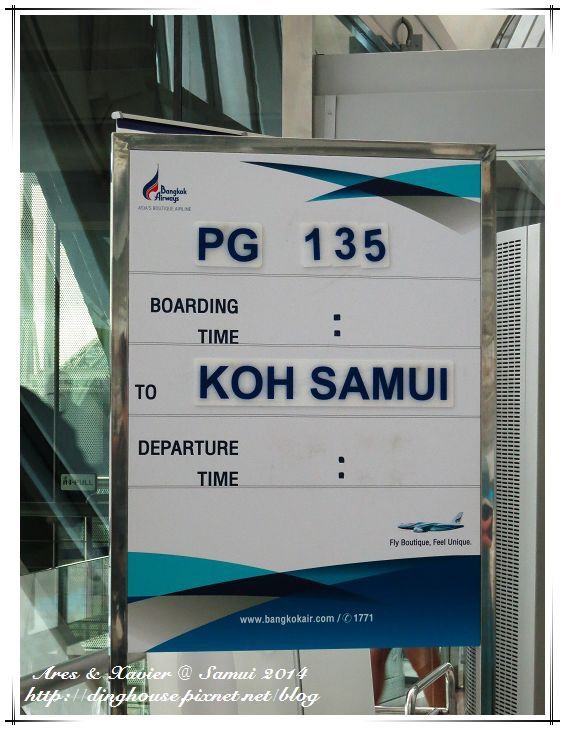 Bangkok
Airways
ASIA'S BOUTIQUE AIRLINE
PG 135
BOARDING
TIME :
TO KOH SAMUI
DEPARTURE
TIME :
Fly Boutique, Feel Unique.
www.bangkokair.com / ✆ 1771
PULL
Ares & Xavier @ Samui 2014
http://dinghouse.pixnet.net/blog